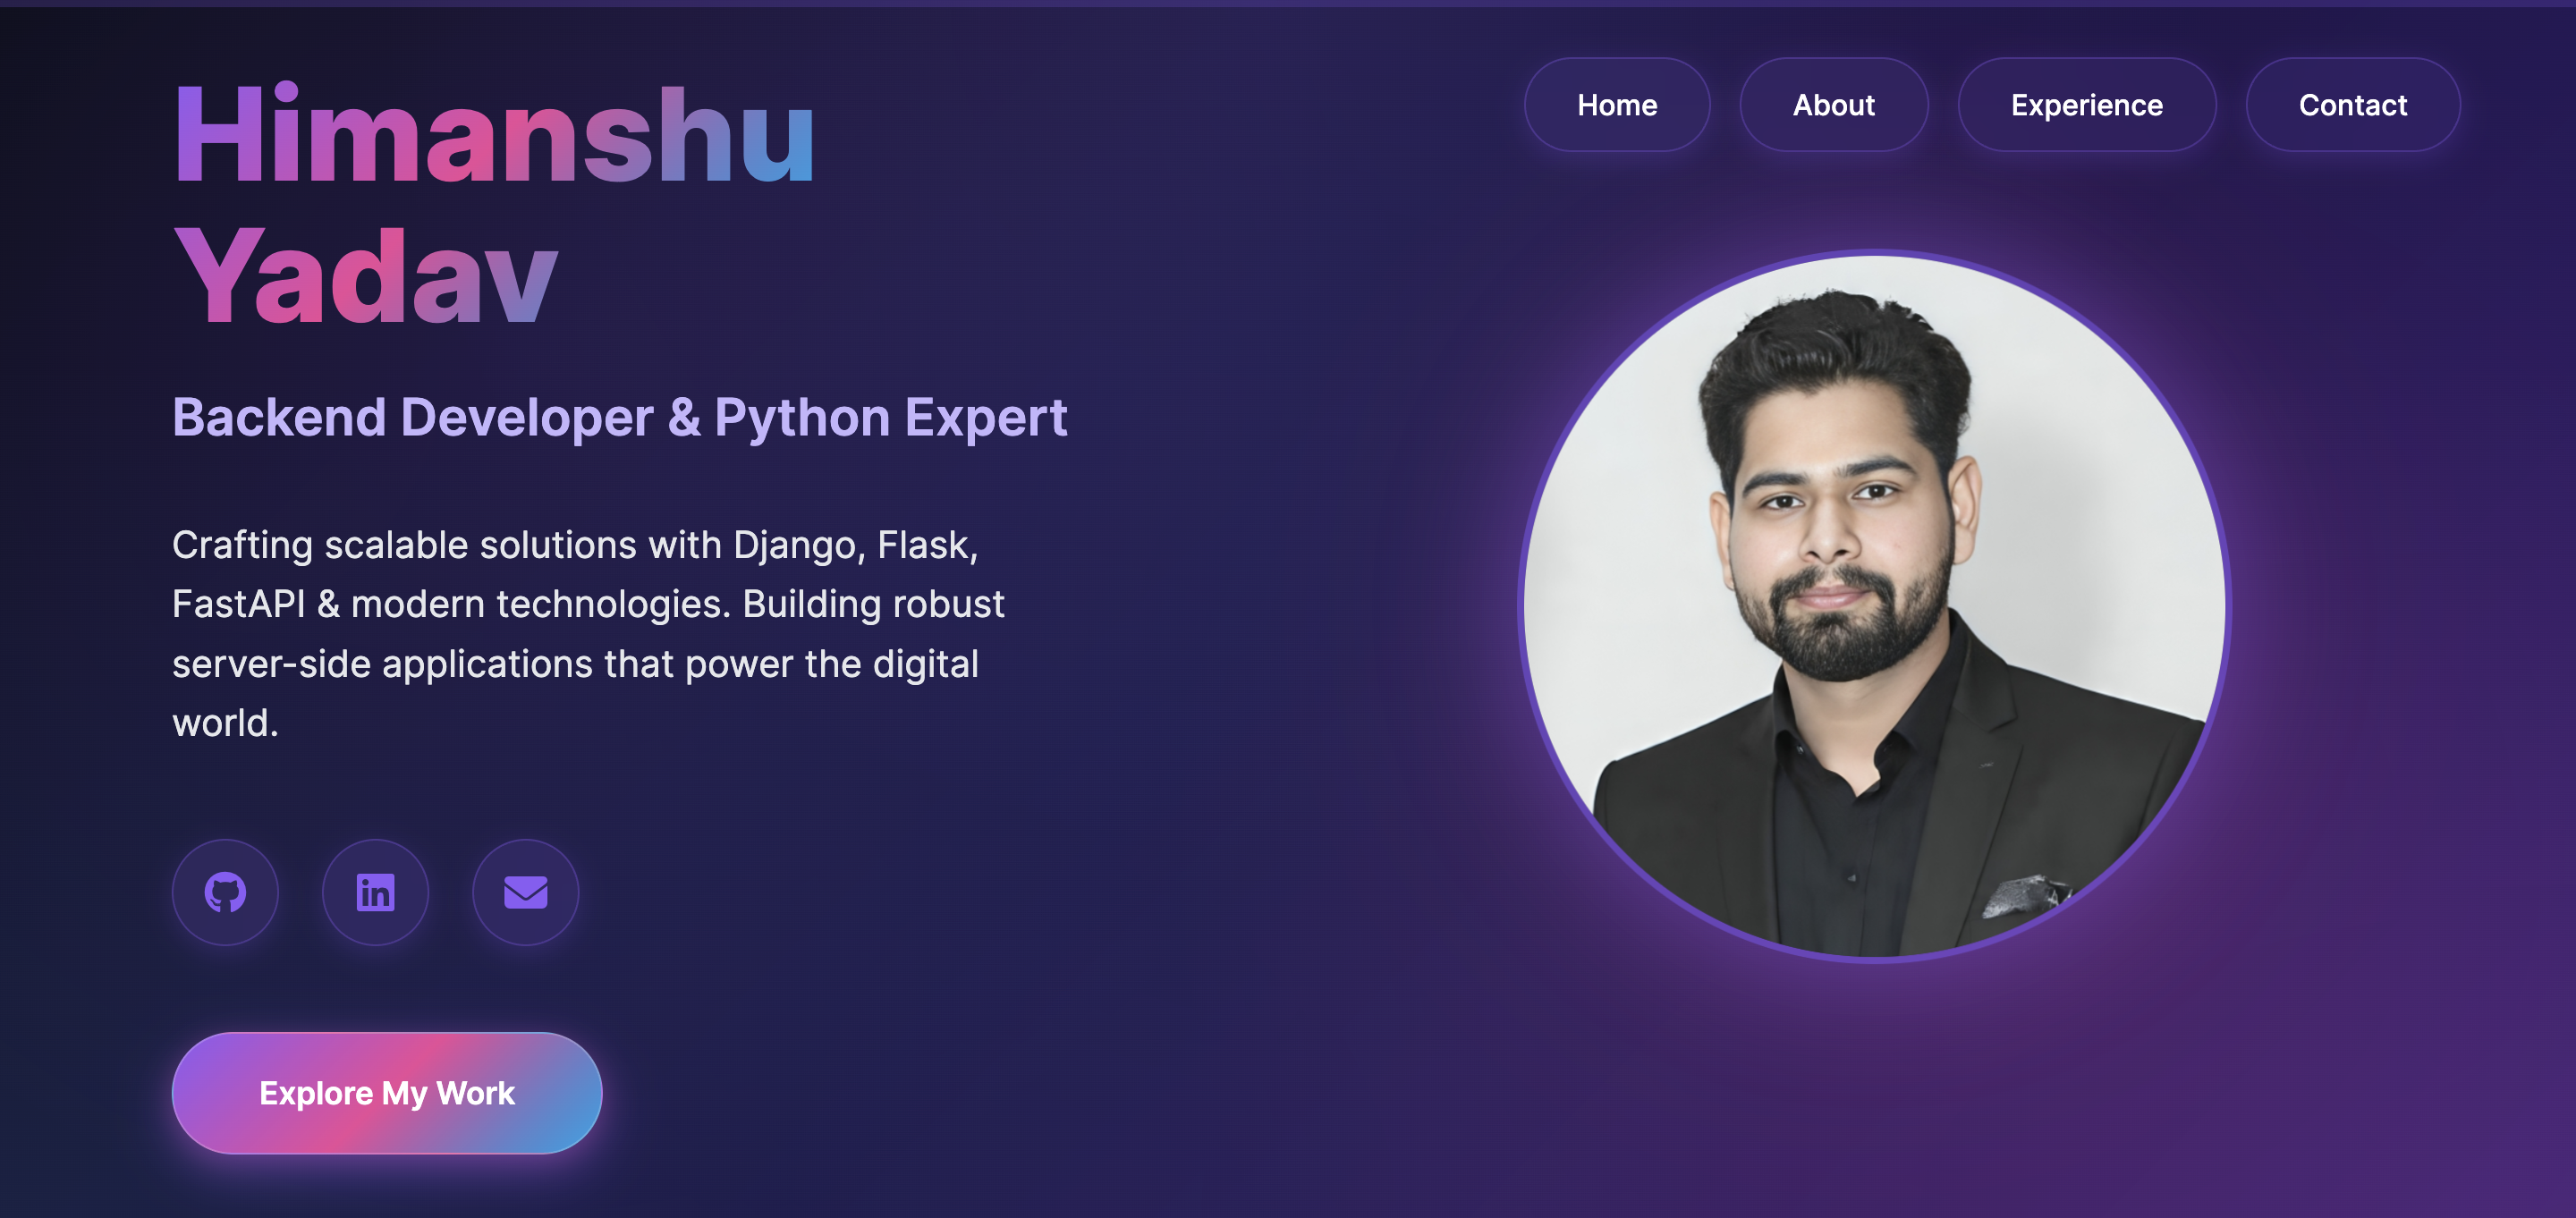 Himanshu
Yadav
Home
About
Experience
Contact
Backend Developer & Python Expert
Crafting scalable solutions with Django, Flask,
FastAPI & modern technologies. Building robust
server-side applications that power the digital
world.
in
Explore My Work